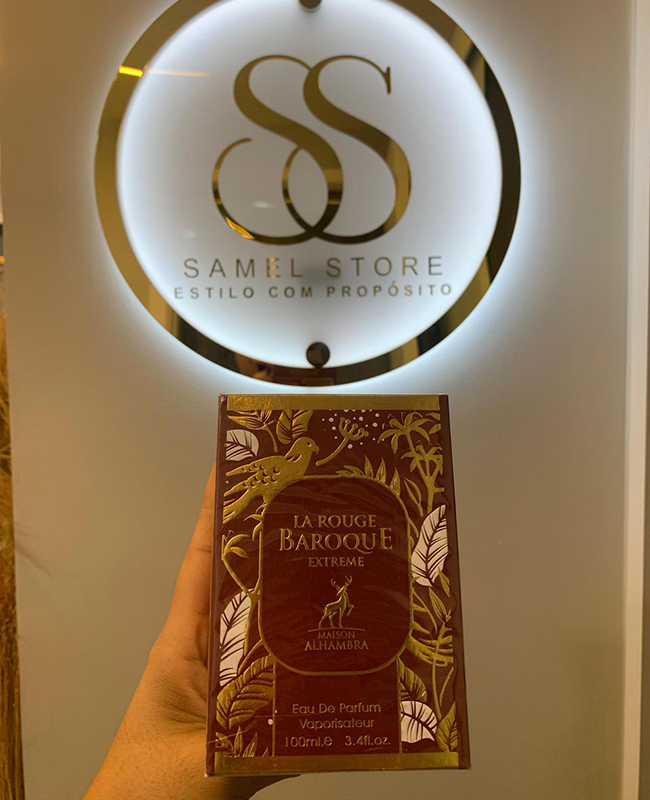 SS
SAMEL STORE
ESTILO COM PROPÓSITO
LA ROUGE
BAROQUE
EXTREME
MAISON
ALHAMBRA
Eau De Parfum
Vaporisateur
100ml.e 3.4fl.oz.